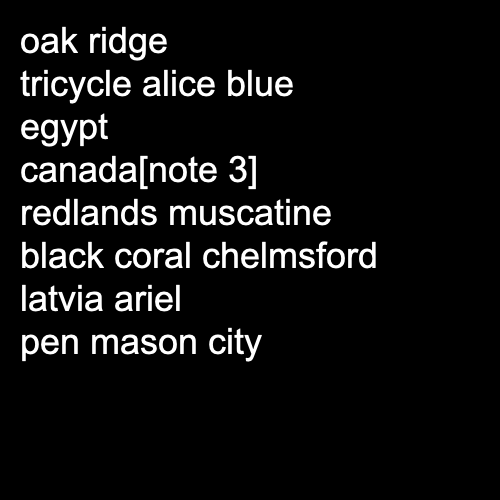 oak ridge
tricycle alice blue
egypt
canada[note 3]
redlands muscatine
black coral chelmsford
latvia ariel
pen mason city